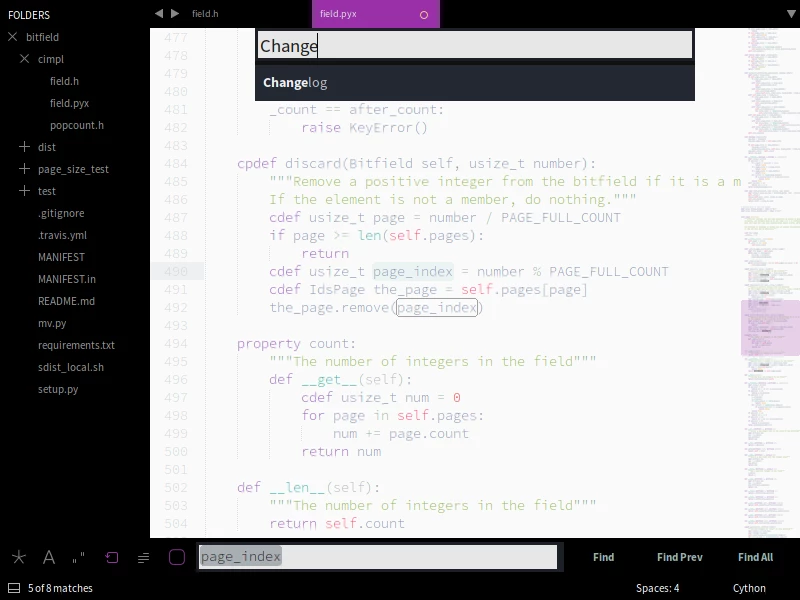 FOLDERS
bitfield
cimpl
field.h
field.pyx
popcount.h
dist
page_size_test
test
.gitignore
.travis.yml
MANIFEST
MANIFEST.in
README.md
mv.py
requirements.txt
sdist_local.sh
setup.py
field.h
field.pyx
Change
Changelog
477
478
479
480
481 _count == after_count:
482 raise KeyError()
483
484 cpdef discard(Bitfield self, usize_t number):
485 """Remove a positive integer from the bitfield if it is a m
486 If the element is not a member, do nothing."""
487 cdef usize_t page = number / PAGE_FULL_COUNT
488 if page >= len(self.pages):
489 return
490 cdef usize_t page_index = number % PAGE_FULL_COUNT
491 cdef IdsPage the_page = self.pages[page]
492 the_page.remove(page_index)
493
494 property count:
495 """The number of integers in the field"""
496 def __get__(self):
497 cdef usize_t num = 0
498 for page in self.pages:
499 num += page.count
500 return num
501
502 def __len__(self):
503 """The number of integers in the field"""
504 return self.count
page_index
Find
Find Prev
Find All
5 of 8 matches
Spaces: 4
Cython